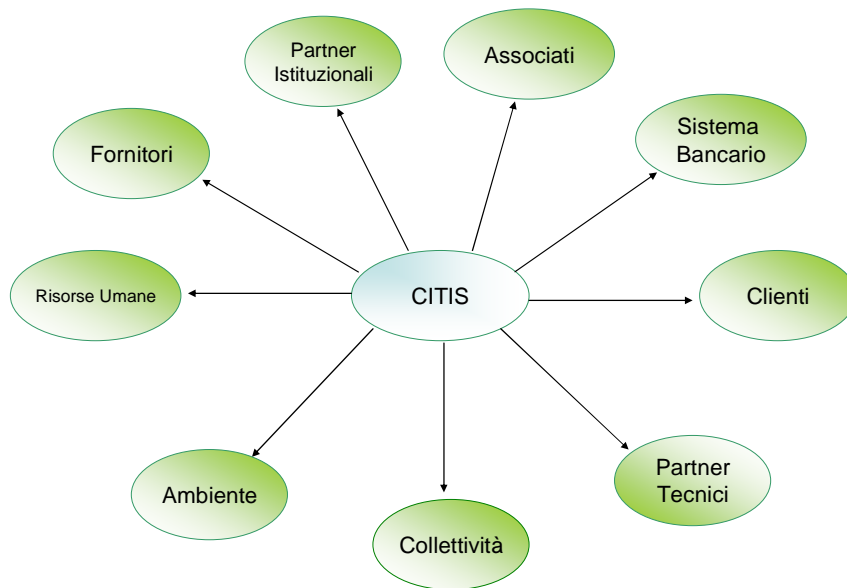 Partner
Istituzionali
Associati
Sistema
Bancario
Fornitori
Risorse Umane
CITIS
Clienti
Partner
Tecnici
Ambiente
Collettività